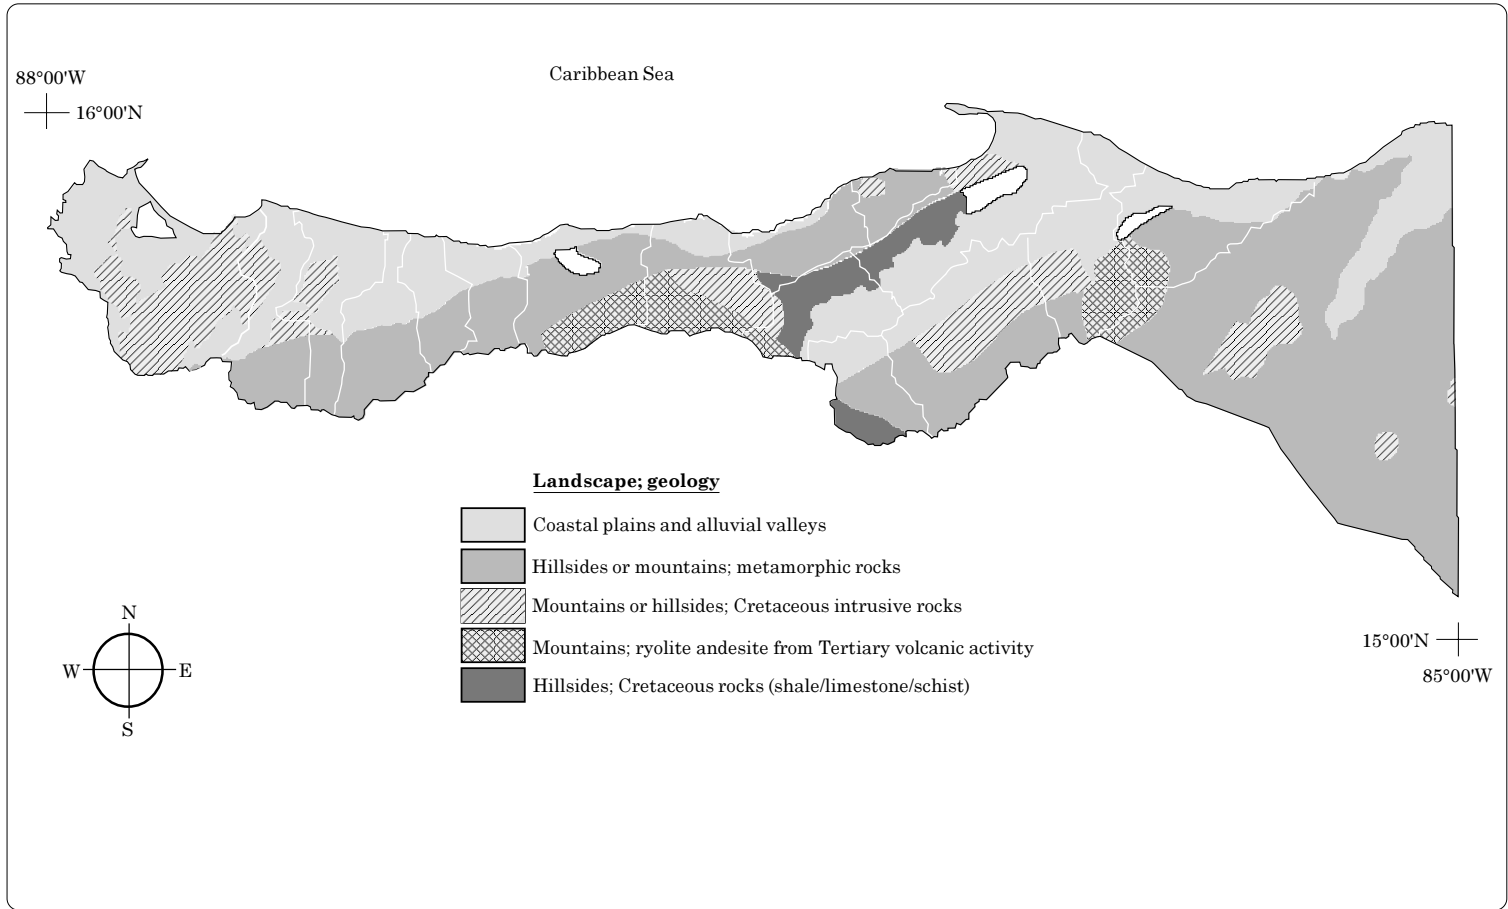 Caribbean Sea
88°00'W
16°00'N
Landscape; geology
Coastal plains and alluvial valleys
Hillsides or mountains; metamorphic rocks
Mountains or hillsides; Cretaceous intrusive rocks
Mountains; ryolite andesite from Tertiary volcanic activity
Hillsides; Cretaceous rocks (shale/limestone/schist)
N
W
E
S
15°00'N
85°00'W